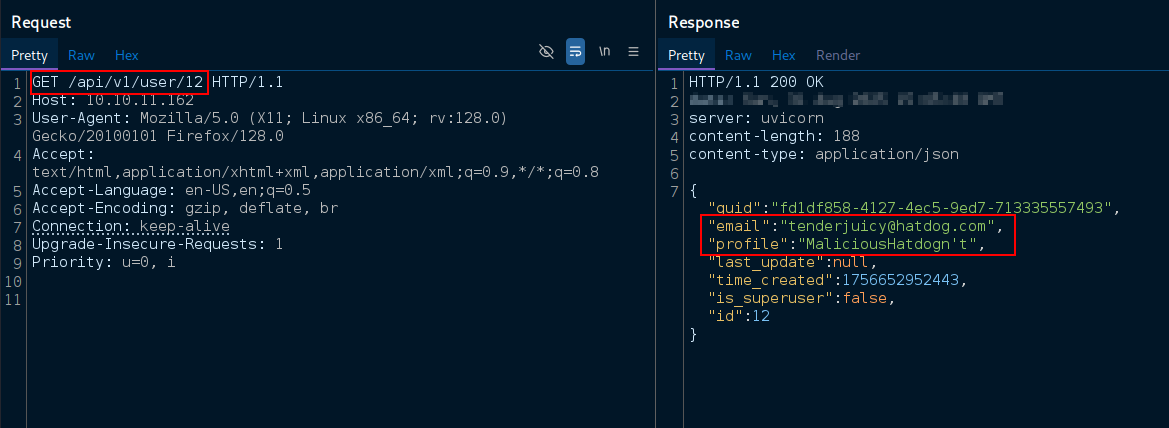 Request
Pretty Raw Hex \n
1 GET /api/v1/user/12 HTTP/1.1
2 Host: 10.10.11.162
3 User-Agent: Mozilla/5.0 (X11; Linux x86_64; rv:128.0)
Gecko/20100101 Firefox/128.0
4 Accept:
text/html,application/xhtml+xml,application/xml;q=0.9,*/*;q=0.8
5 Accept-Language: en-US,en;q=0.5
6 Accept-Encoding: gzip, deflate, br
7 Connection: keep-alive
8 Upgrade-Insecure-Requests: 1
9 Priority: u=0, i
10
11
Response
Pretty Raw Hex Render
1 HTTP/1.1 200 OK
2
3 server: uvicorn
4 content-length: 188
5 content-type: application/json
6
7 {
"guid":"fd1df858-4127-4ec5-9ed7-713335557493",
"email":"tenderjuicy@hatdog.com",
"profile":"MaliciousHatdogn't",
"last_update":null,
"time_created":1756652952443,
"is_superuser":false,
"id":12
}